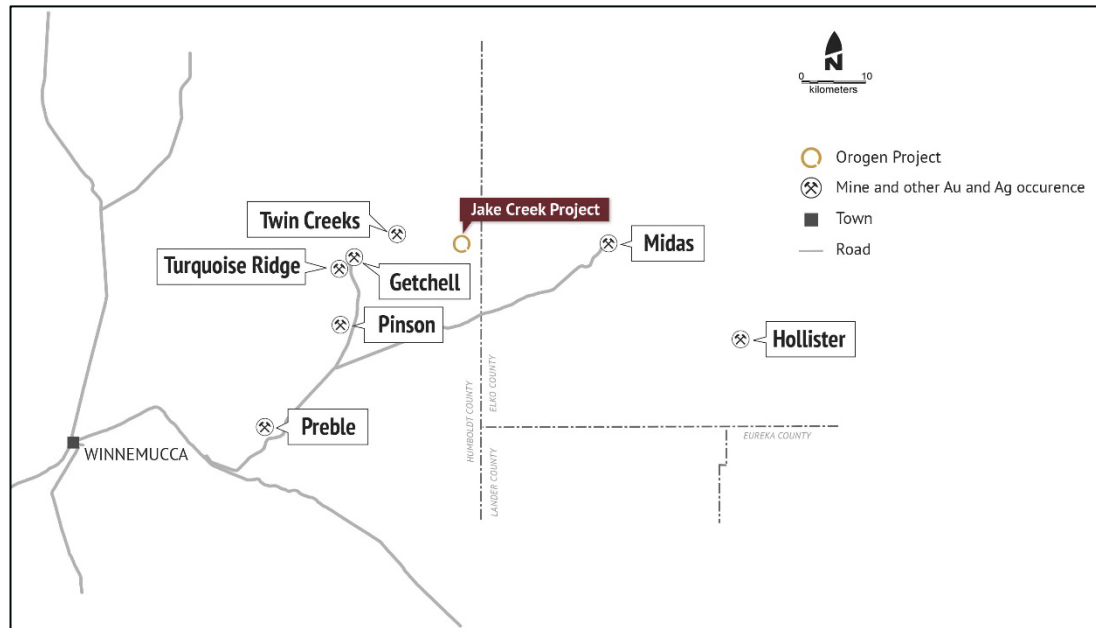 N
0 10
kilometers
Orogen Project
Mine and other Au and Ag occurence
Town
Road
Jake Creek Project
Twin Creeks
Midas
Turquoise Ridge
Getchell
Pinson
Hollister
HUMBOLDT COUNTY
ELKO COUNTY
Preble
EUREKA COUNTY
WINNEMUCCA
LANDER COUNTY